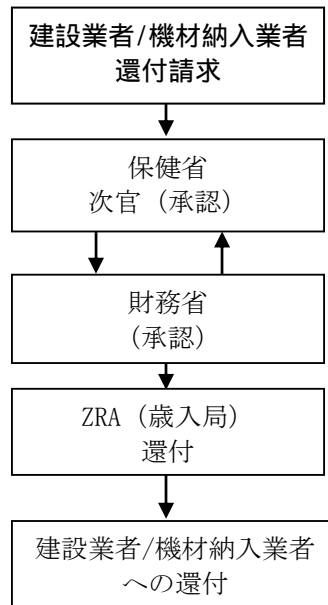 建設業者/機材納入業者
還付請求
保健省
次官（承認）
財務省
（承認）
ZRA（歳入局）
還付
建設業者/機材納入業者
への還付